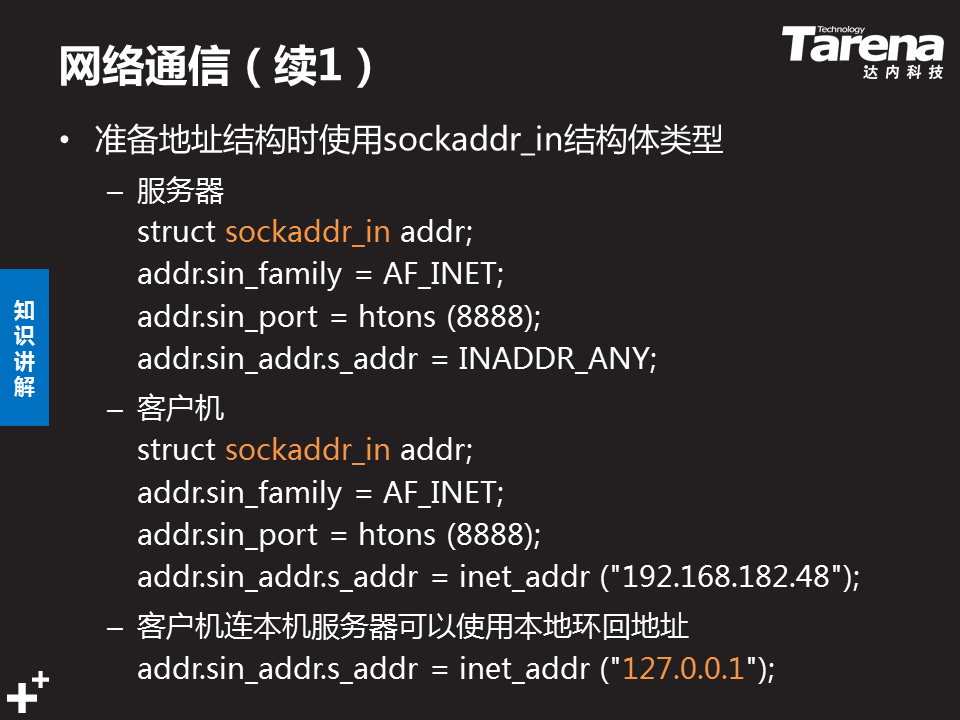 网络通信（续1）
Technology
Tarena
达内科技
• 准备地址结构时使用sockaddr_in结构体类型
– 服务器
struct sockaddr_in addr;
addr.sin_family = AF_INET;
addr.sin_port = htons (8888);
addr.sin_addr.s_addr = INADDR_ANY;
– 客户机
struct sockaddr_in addr;
addr.sin_family = AF_INET;
addr.sin_port = htons (8888);
addr.sin_addr.s_addr = inet_addr ("192.168.182.48");
– 客户机连本机服务器可以使用本地环回地址
addr.sin_addr.s_addr = inet_addr ("127.0.0.1");
知
识
讲
解